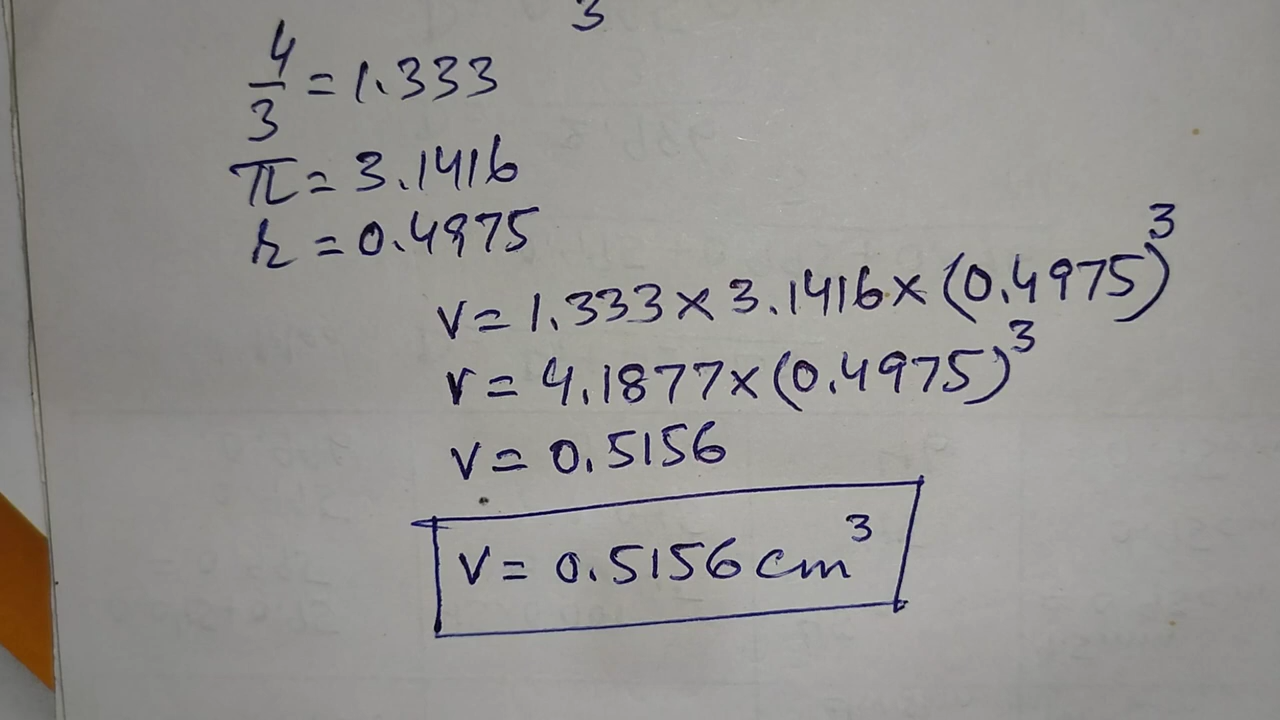 3
4/3 = 1.333
π = 3.1416
r = 0.4975
V = 1.333 × 3.1416 × (0.4975)³
V = 4.1877 × (0.4975)³
V = 0.5156
V = 0.5156 cm³